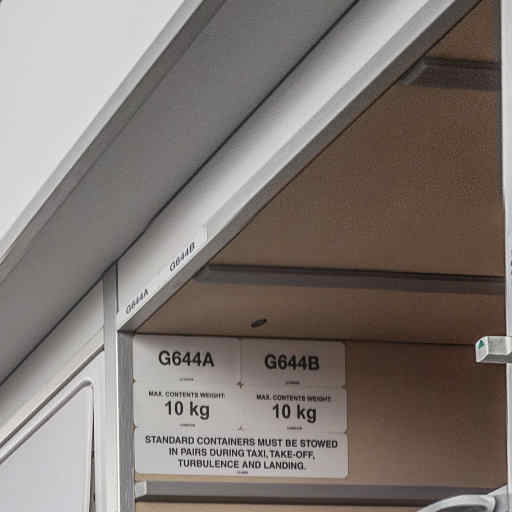 G644A G644B
G644A G644B
MAX. CONTENTS WEIGHT: MAX. CONTENTS WEIGHT:
10 kg 10 kg
STANDARD CONTAINERS MUST BE STOWED
IN PAIRS DURING TAXI, TAKE-OFF,
TURBULENCE AND LANDING.